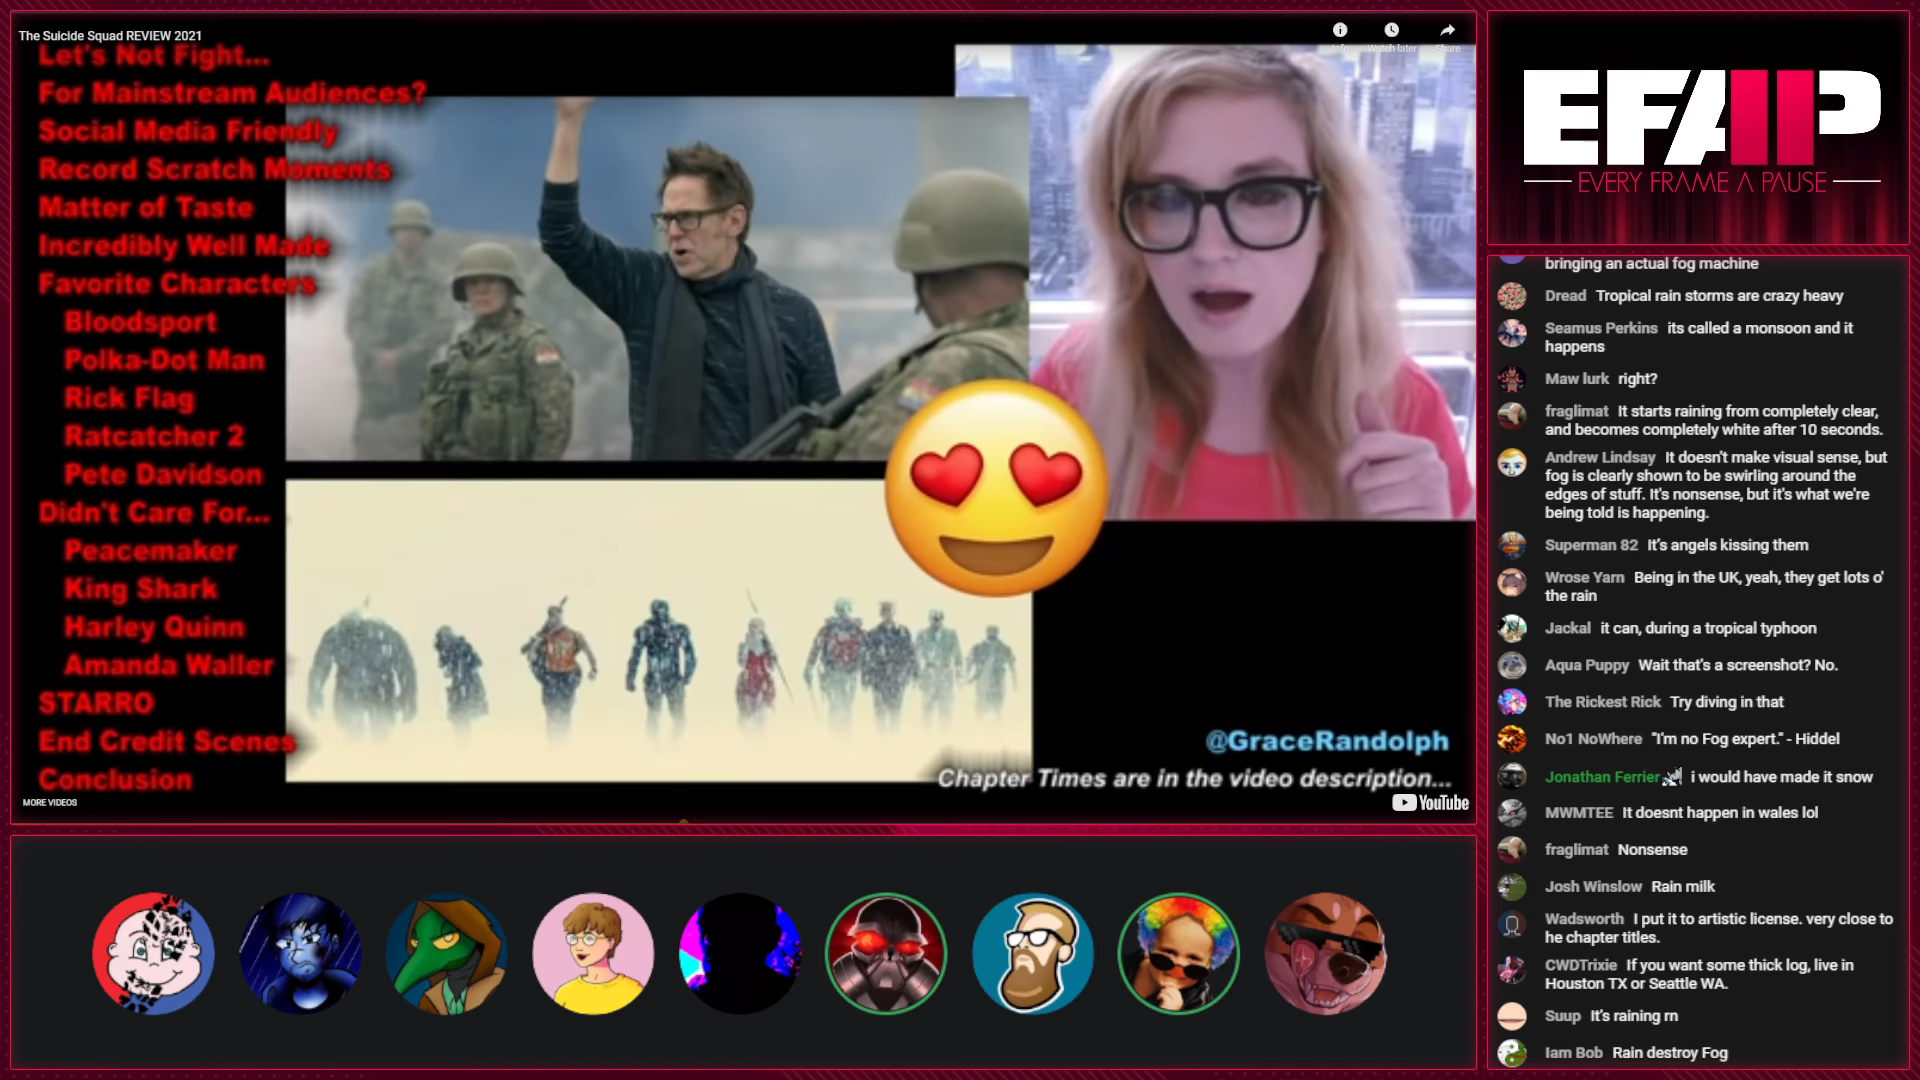 The Suicide Squad REVIEW 2021
Info
Watch later
Share
Let's Not Fight...
For Mainstream Audiences?
Social Media Friendly
Record Scratch Moments
Matter of Taste
Incredibly Well Made
Favorite Characters
Bloodsport
Polka-Dot Man
Rick Flag
Ratcatcher 2
Pete Davidson
Didn't Care For...
Peacemaker
King Shark
Harley Quinn
Amanda Waller
STARRO
End Credit Scenes
Conclusion
@GraceRandolph
Chapter Times are in the video description...
MORE VIDEOS
YouTube
EFAP
EVERY FRAME A PAUSE
bringing an actual fog machine
Dread Tropical rain storms are crazy heavy
Seamus Perkins its called a monsoon and it
happens
Maw lurk right?
fraglimat It starts raining from completely clear,
and becomes completely white after 10 seconds.
Andrew Lindsay It doesn't make visual sense, but
fog is clearly shown to be swirling around the
edges of stuff. It's nonsense, but it's what we're
being told is happening.
Superman 82 It's angels kissing them
Wrose Yarn Being in the UK, yeah, they get lots o'
the rain
Jackal it can, during a tropical typhoon
Aqua Puppy Wait that's a screenshot? No.
The Rickest Rick Try diving in that
No1 NoWhere "I'm no Fog expert." - Hiddel
Jonathan Ferrier i would have made it snow
MWMTEE It doesnt happen in wales lol
fraglimat Nonsense
Josh Winslow Rain milk
Wadsworth I put it to artistic license. very close to
he chapter titles.
CWDTrixie If you want some thick log, live in
Houston TX or Seattle WA.
Suup It's raining rn
Iam Bob Rain destroy Fog